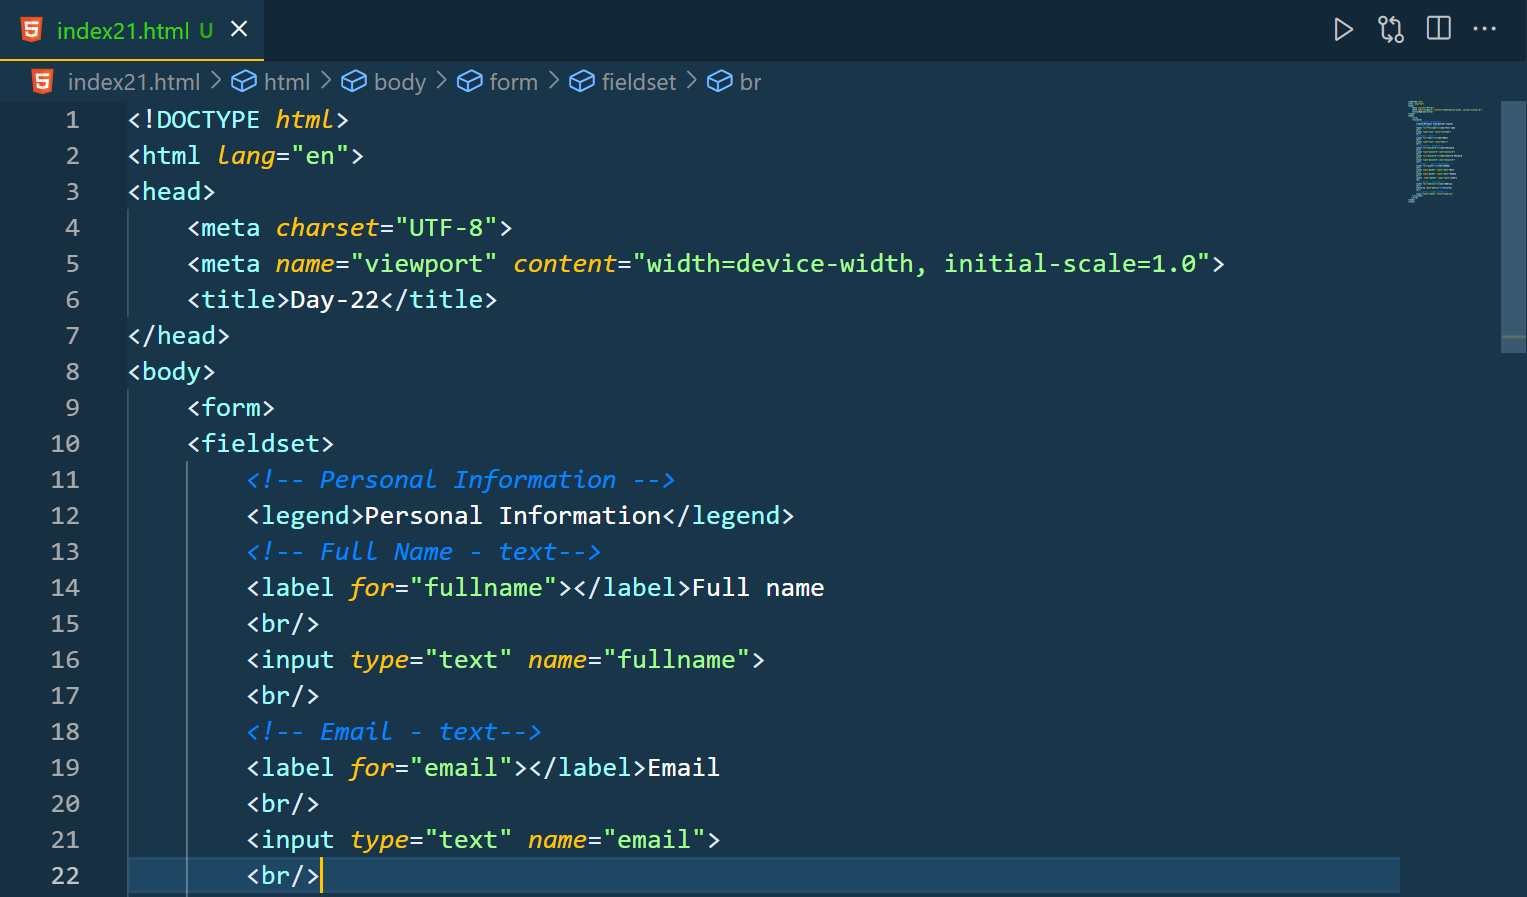 index21.html U
index21.html > html > body > form > fieldset > br
1 <!DOCTYPE html>
2 <html lang="en">
3 <head>
4 <meta charset="UTF-8">
5 <meta name="viewport" content="width=device-width, initial-scale=1.0">
6 <title>Day-22</title>
7 </head>
8 <body>
9 <form>
10 <fieldset>
11 <!-- Personal Information -->
12 <legend>Personal Information</legend>
13 <!-- Full Name - text-->
14 <label for="fullname"></label>Full name
15 <br/>
16 <input type="text" name="fullname">
17 <br/>
18 <!-- Email - text-->
19 <label for="email"></label>Email
20 <br/>
21 <input type="text" name="email">
22 <br/>